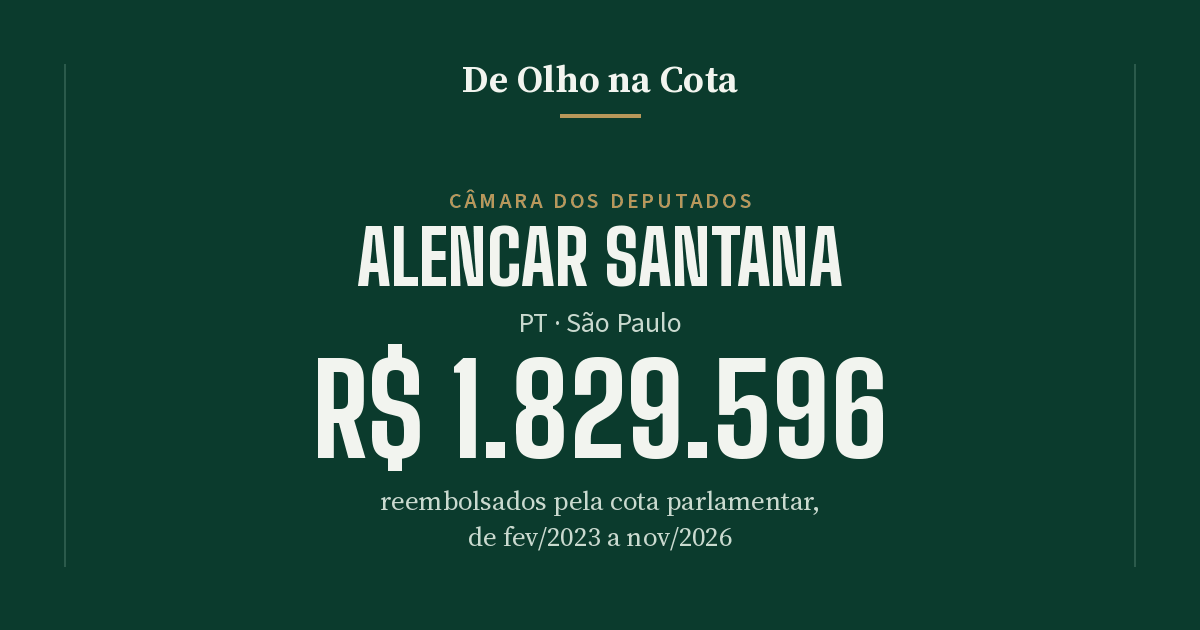 De Olho na Cota
CÂMARA DOS DEPUTADOS
ALENCAR SANTANA
PT · São Paulo
R$ 1.829.596
reembolsados pela cota parlamentar,
de fev/2023 a nov/2026